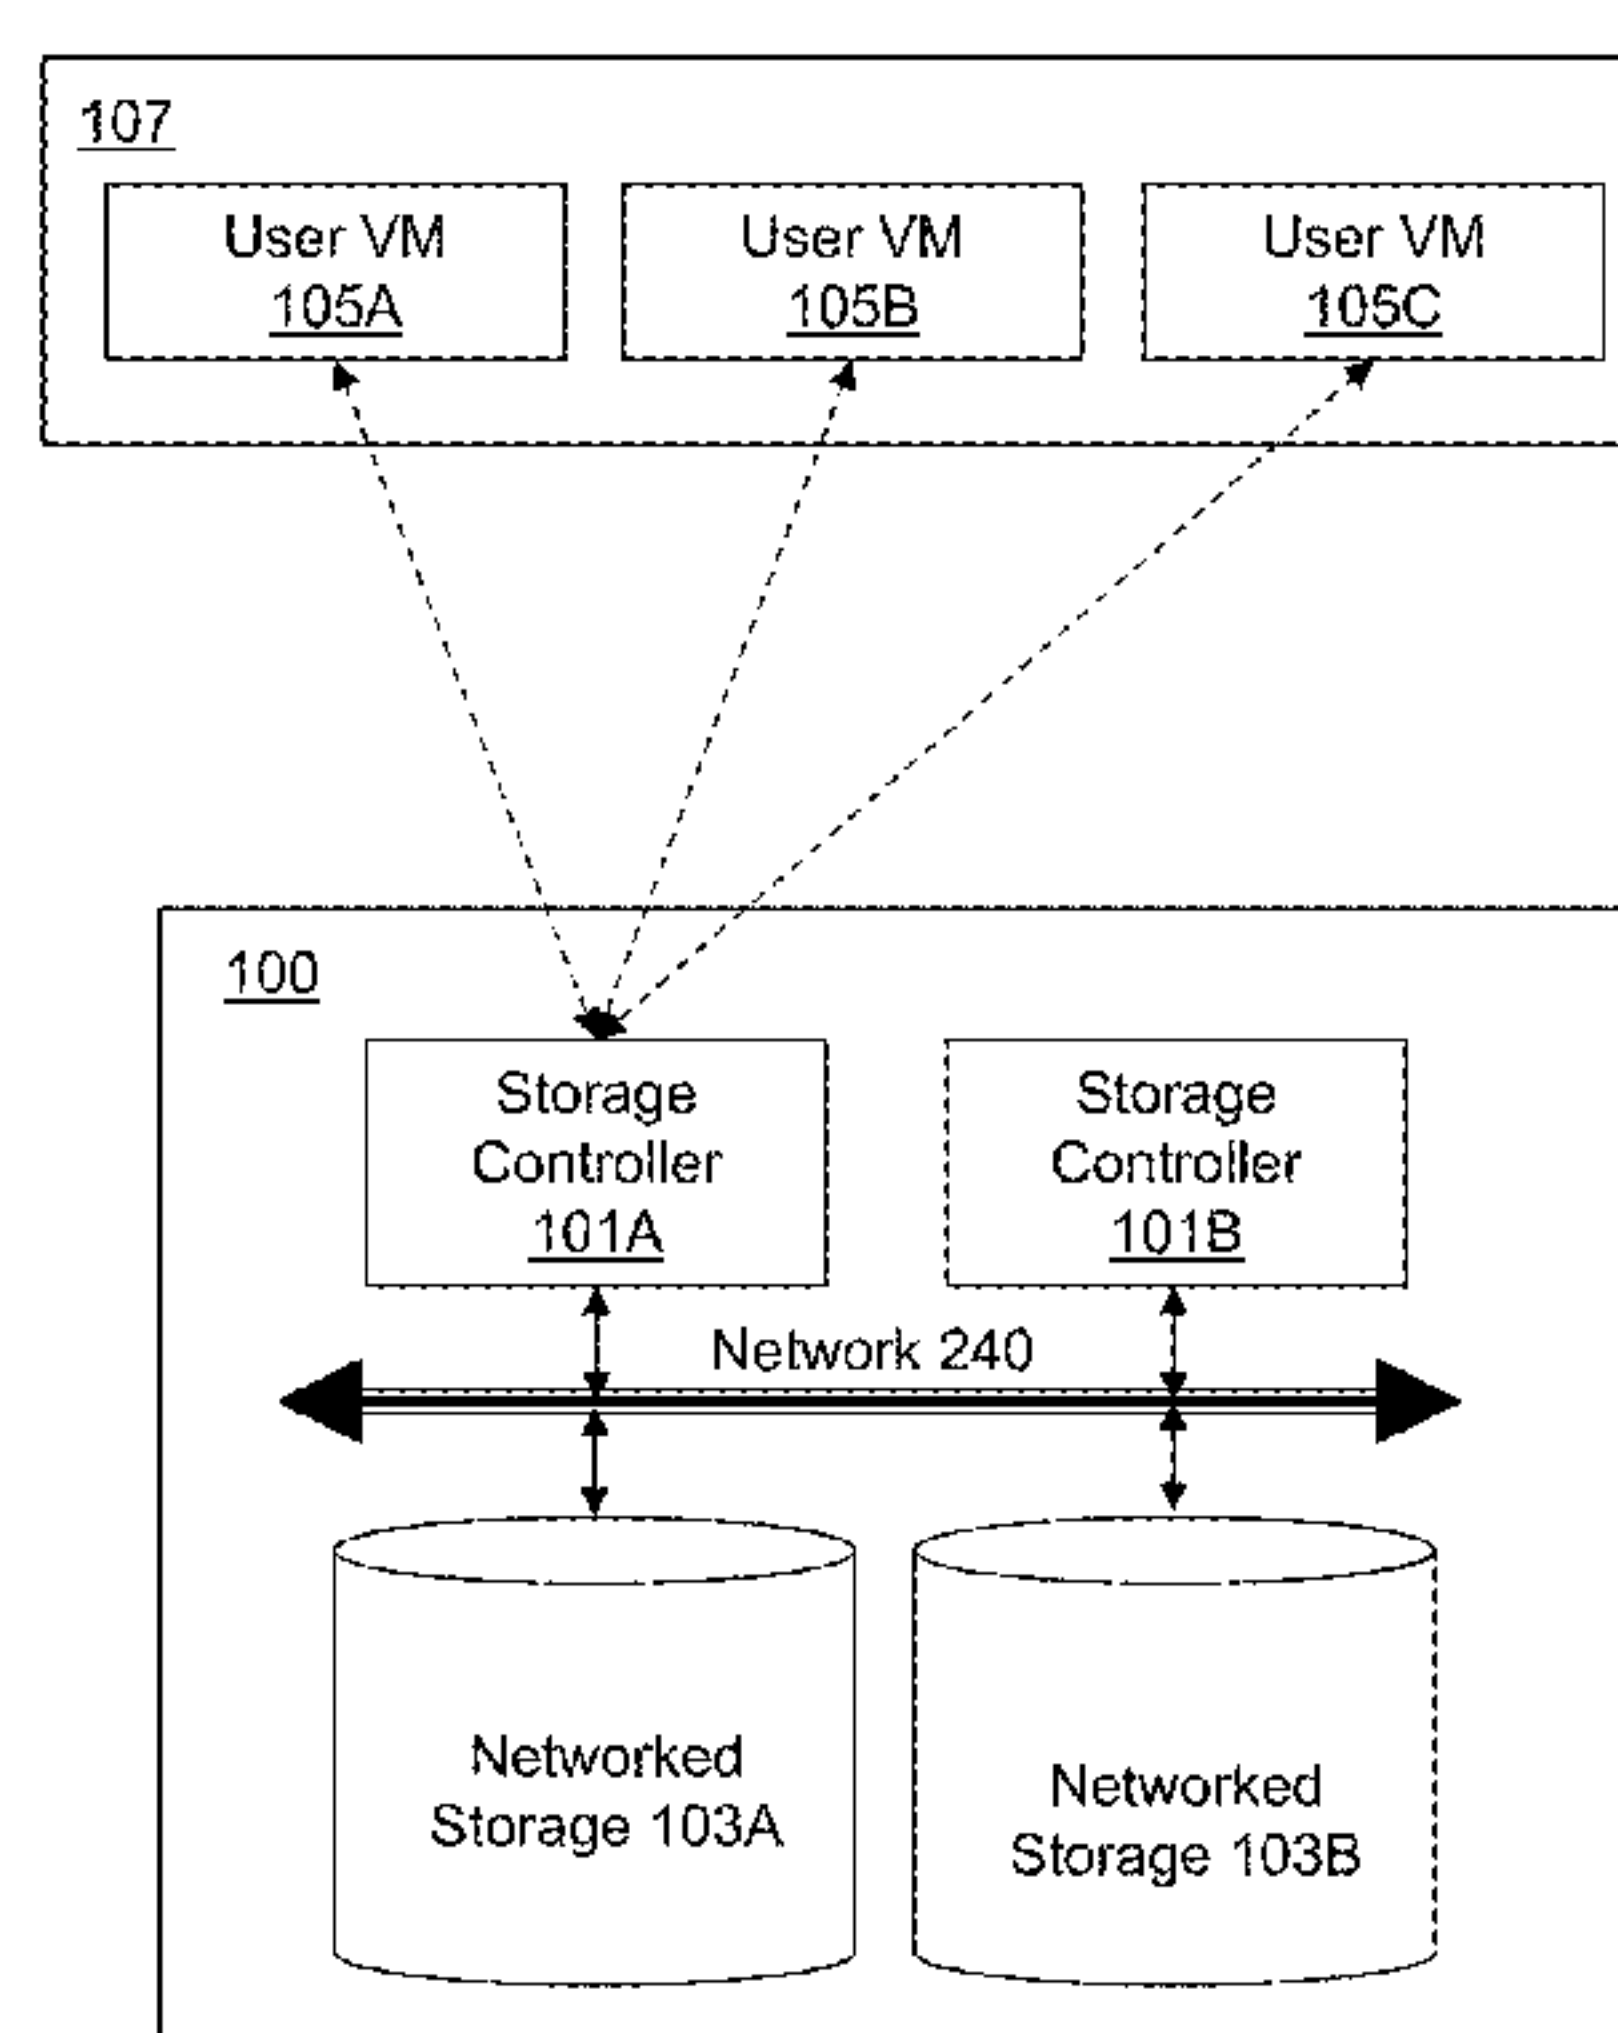 107
User VM
105A
User VM
105B
User VM
105C
100
Storage
Controller
101A
Storage
Controller
101B
Network 240
Networked
Storage 103A
Networked
Storage 103B